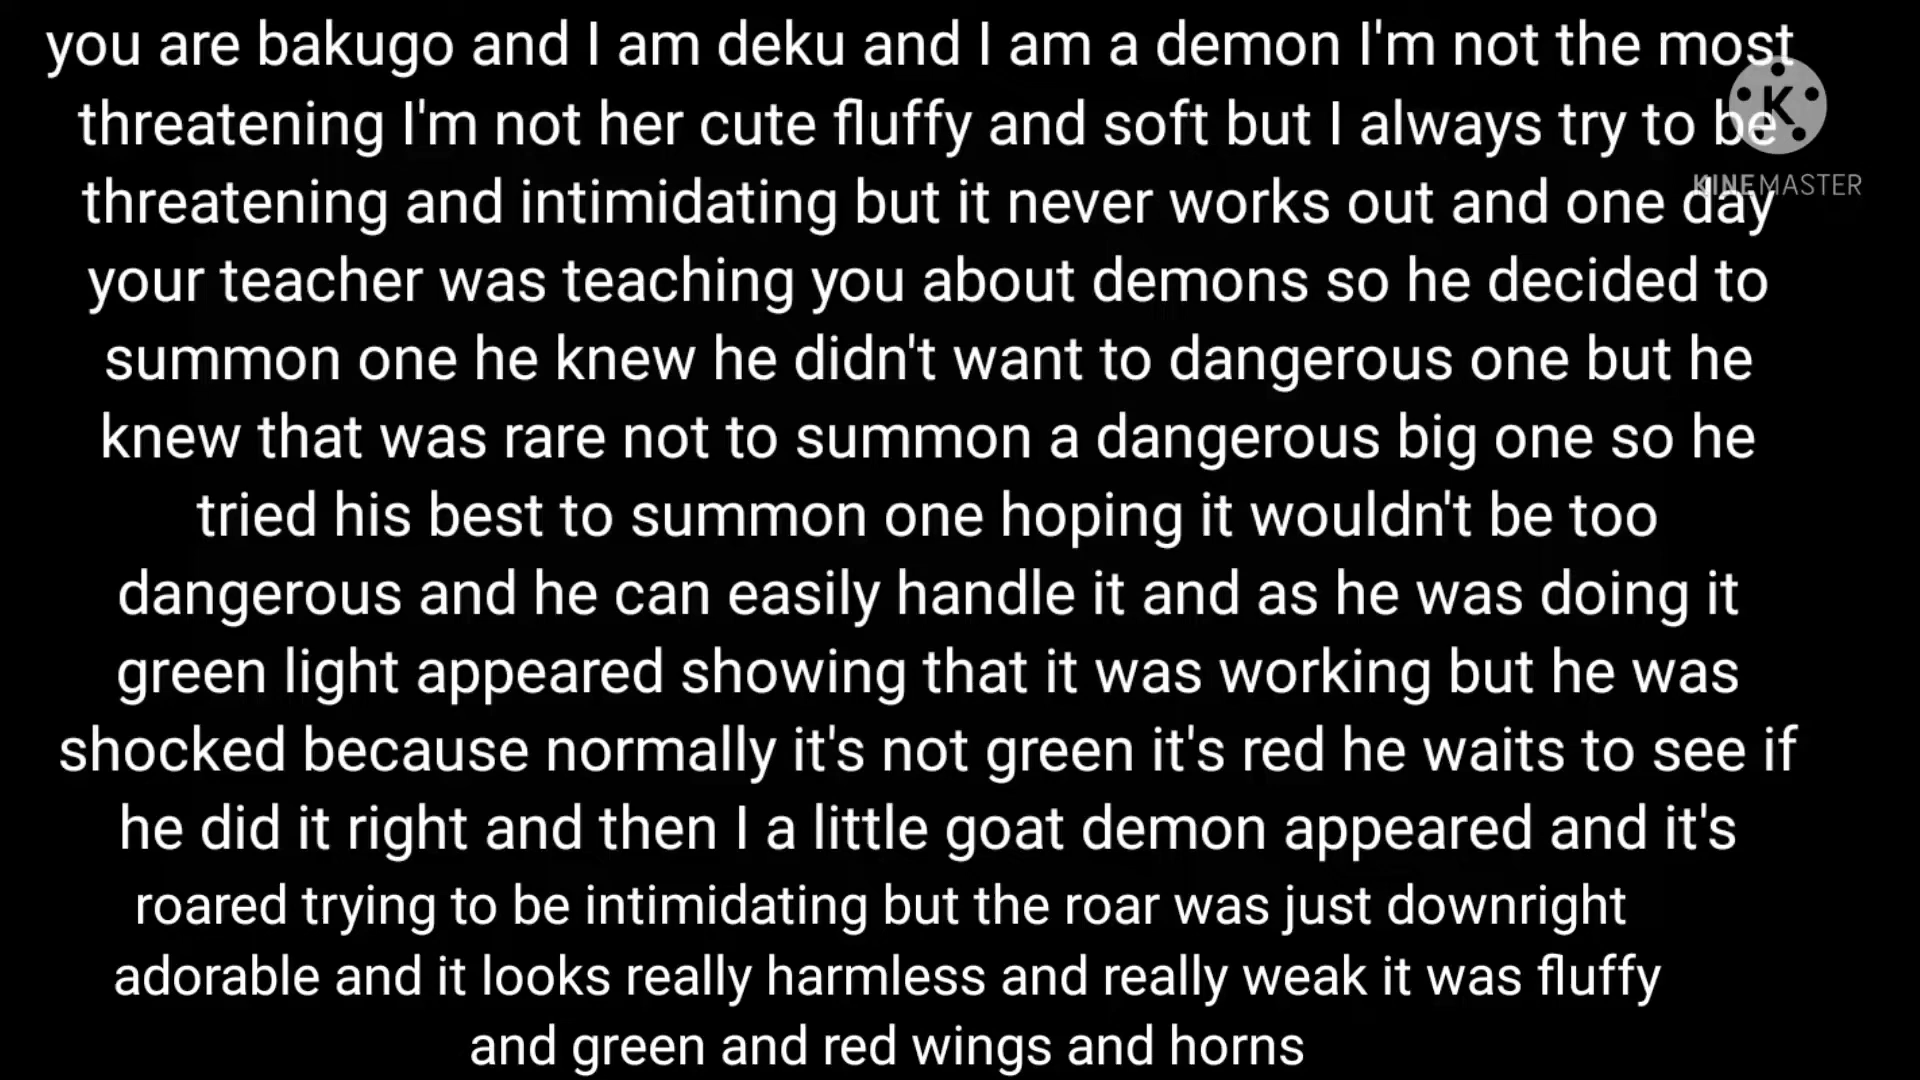 you are bakugo and I am deku and I am a demon I'm not the most
threatening I'm not her cute fluffy and soft but I always try to be
threatening and intimidating but it never works out and one day
KINEMASTER
your teacher was teaching you about demons so he decided to
summon one he knew he didn't want to dangerous one but he
knew that was rare not to summon a dangerous big one so he
tried his best to summon one hoping it wouldn't be too
dangerous and he can easily handle it and as he was doing it
green light appeared showing that it was working but he was
shocked because normally it's not green it's red he waits to see if
he did it right and then I a little goat demon appeared and it's
roared trying to be intimidating but the roar was just downright
adorable and it looks really harmless and really weak it was fluffy
and green and red wings and horns